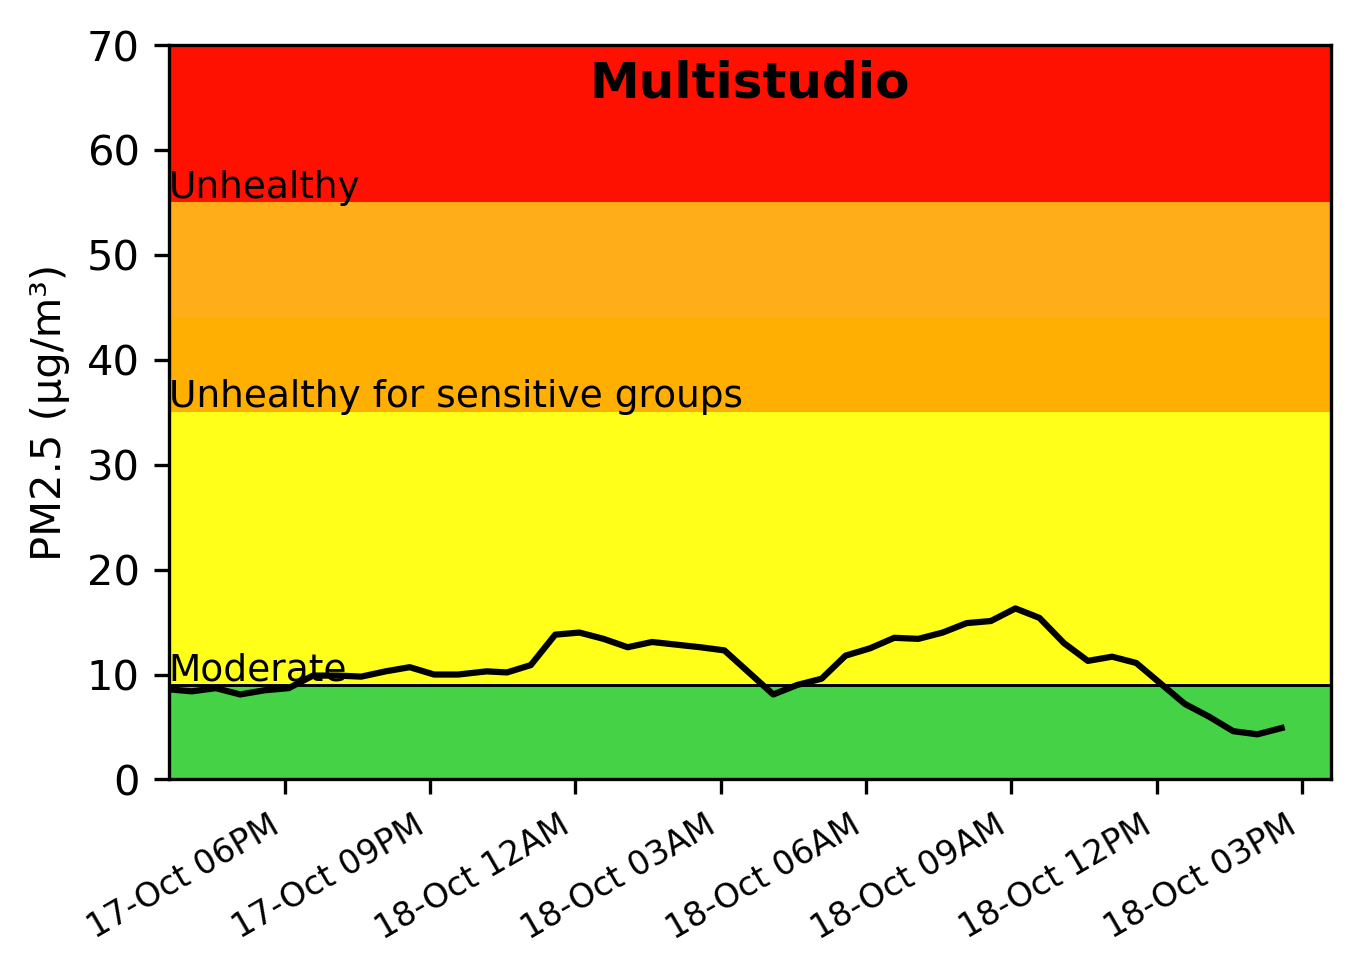 Multistudio
70
60
50
40
30
20
10
0
PM2.5 (μg/m³)
Unhealthy
Unhealthy for sensitive groups
Moderate
17-Oct 06PM
17-Oct 09PM
18-Oct 12AM
18-Oct 03AM
18-Oct 06AM
18-Oct 09AM
18-Oct 12PM
18-Oct 03PM